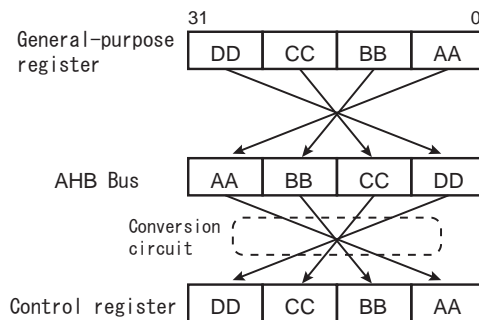 31 0
General-purpose
register
DD CC BB AA
AHB Bus
AA BB CC DD
Conversion
circuit
Control register
DD CC BB AA